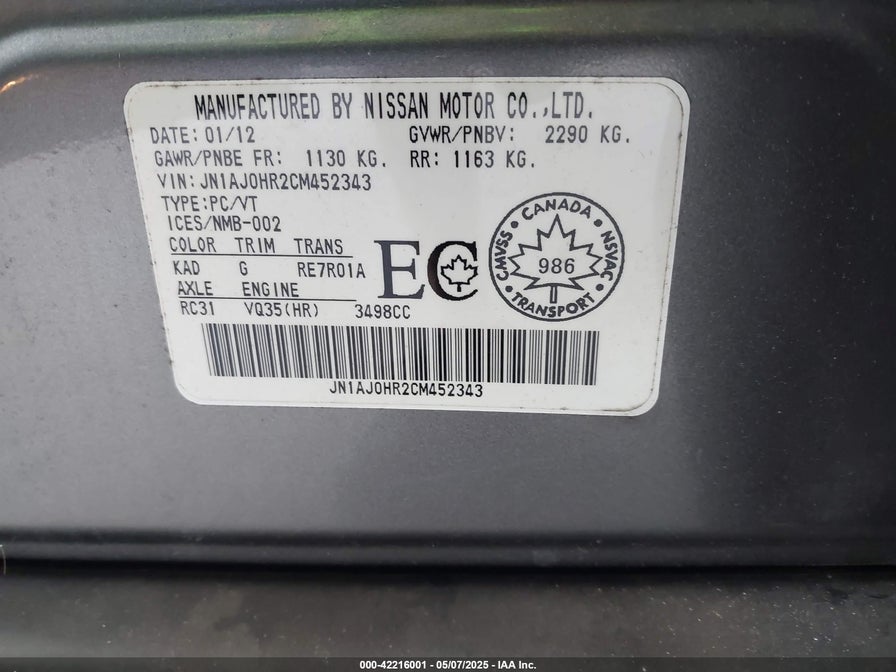 MANUFACTURED BY NISSAN MOTOR CO.,LTD.
DATE: 01/12 GVWR/PNBV: 2290 KG.
GAWR/PNBE FR: 1130 KG. RR: 1163 KG.
VIN: JN1AJ0HR2CM452343
TYPE:PC/VT
ICES/NMB-002
COLOR TRIM TRANS
KAD G RE7R01A
AXLE ENGINE
RC31 VQ35(HR) 3498CC
EC
CANADA
CMVSS
NSVAC
986
TRANSPORT
JN1AJ0HR2CM452343
000-42216001 — 05/07/2025 — IAA Inc.